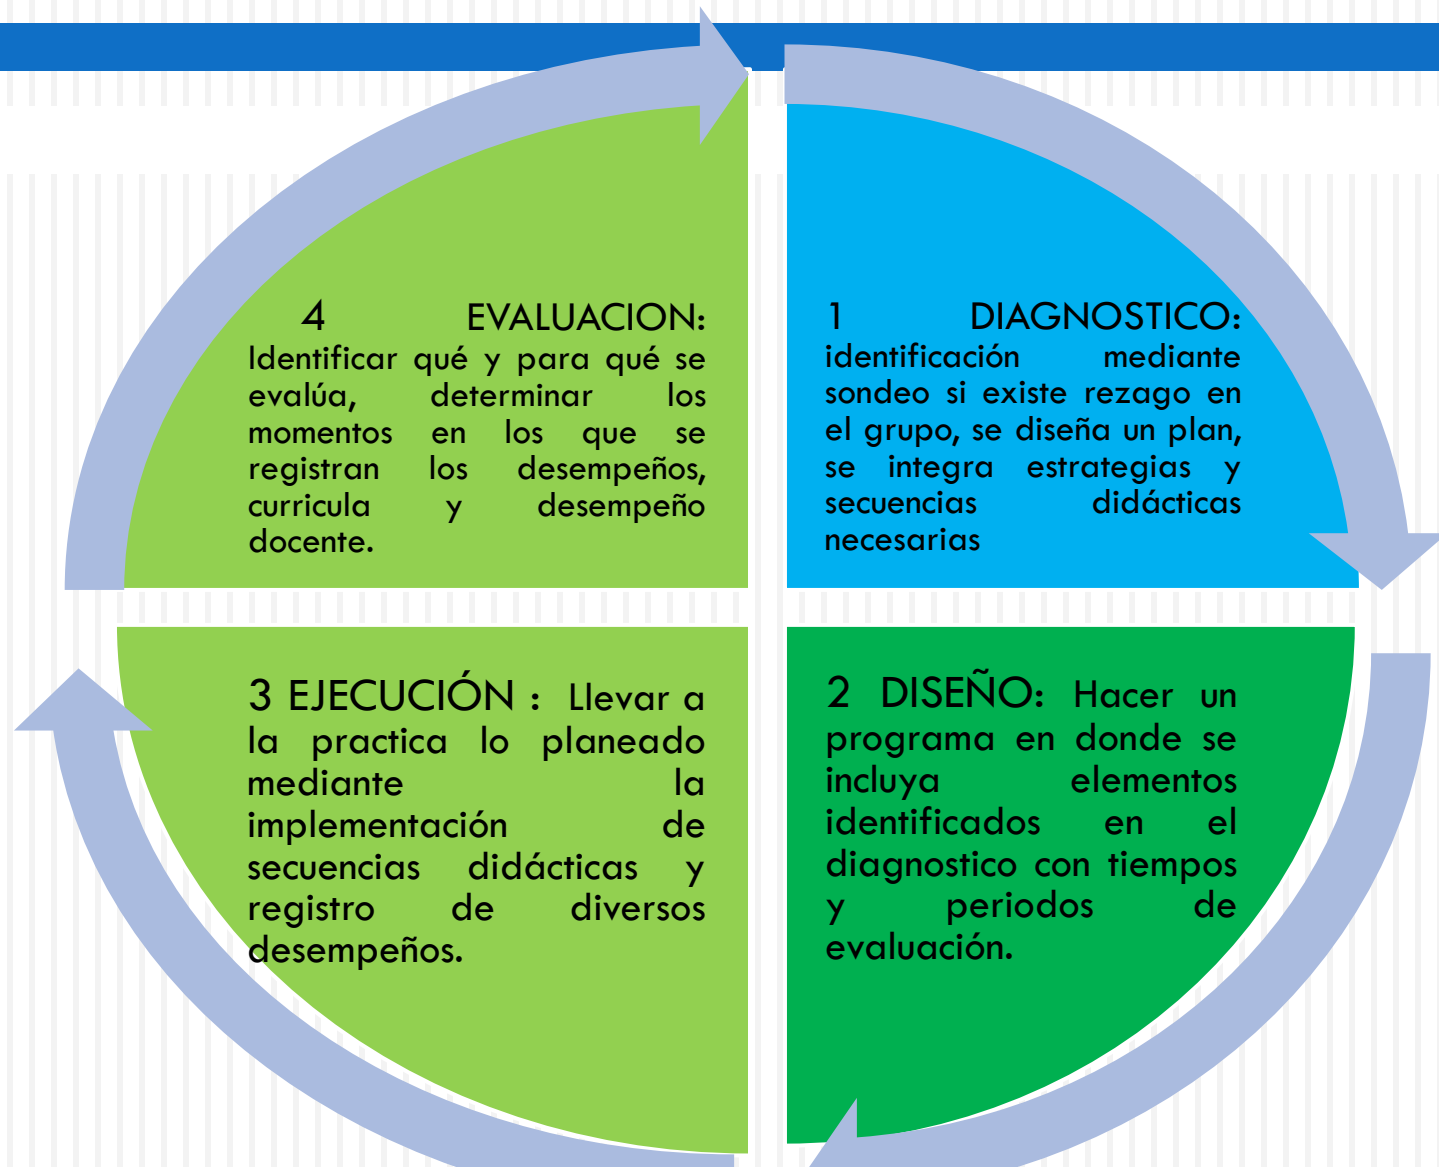 1 DIAGNOSTICO:
identificación mediante
sondeo si existe rezago en
el grupo, se diseña un plan,
se integra estrategias y
secuencias didácticas
necesarias
2 DISEÑO: Hacer un
programa en donde se
incluya elementos
identificados en el
diagnostico con tiempos
y periodos de
evaluación.
3 EJECUCIÓN : Llevar a
la practica lo planeado
mediante la
implementación de
secuencias didácticas y
registro de diversos
desempeños.
4 EVALUACION:
Identificar qué y para qué se
evalúa, determinar los
momentos en los que se
registran los desempeños,
curricula y desempeño
docente.